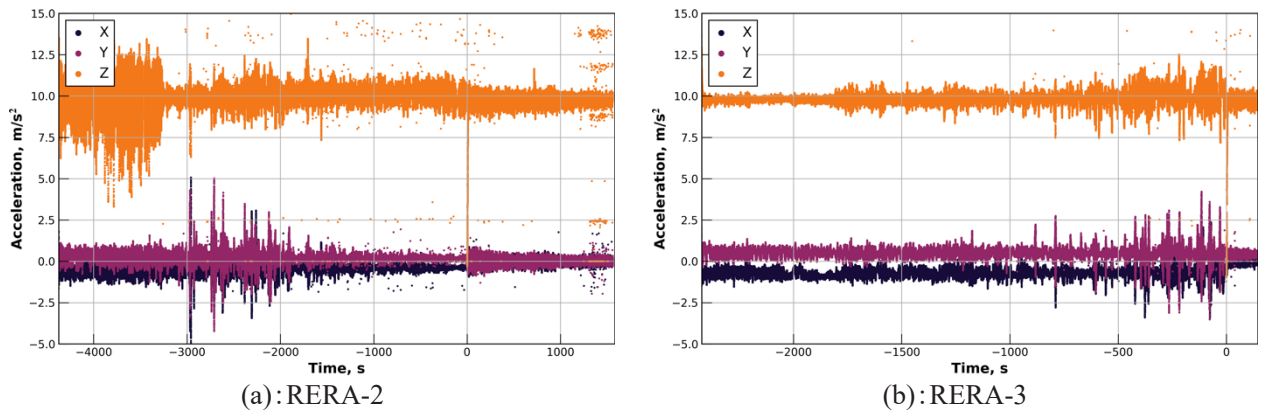 15.0
12.5
10.0
7.5
5.0
2.5
0.0
−2.5
−5.0
Acceleration, m/s²
X
Y
Z
−4000 −3000 −2000 −1000 0 1000
Time, s
(a):RERA-2
15.0
12.5
10.0
7.5
5.0
2.5
0.0
−2.5
−5.0
Acceleration, m/s²
X
Y
Z
−2000 −1500 −1000 −500 0
Time, s
(b):RERA-3